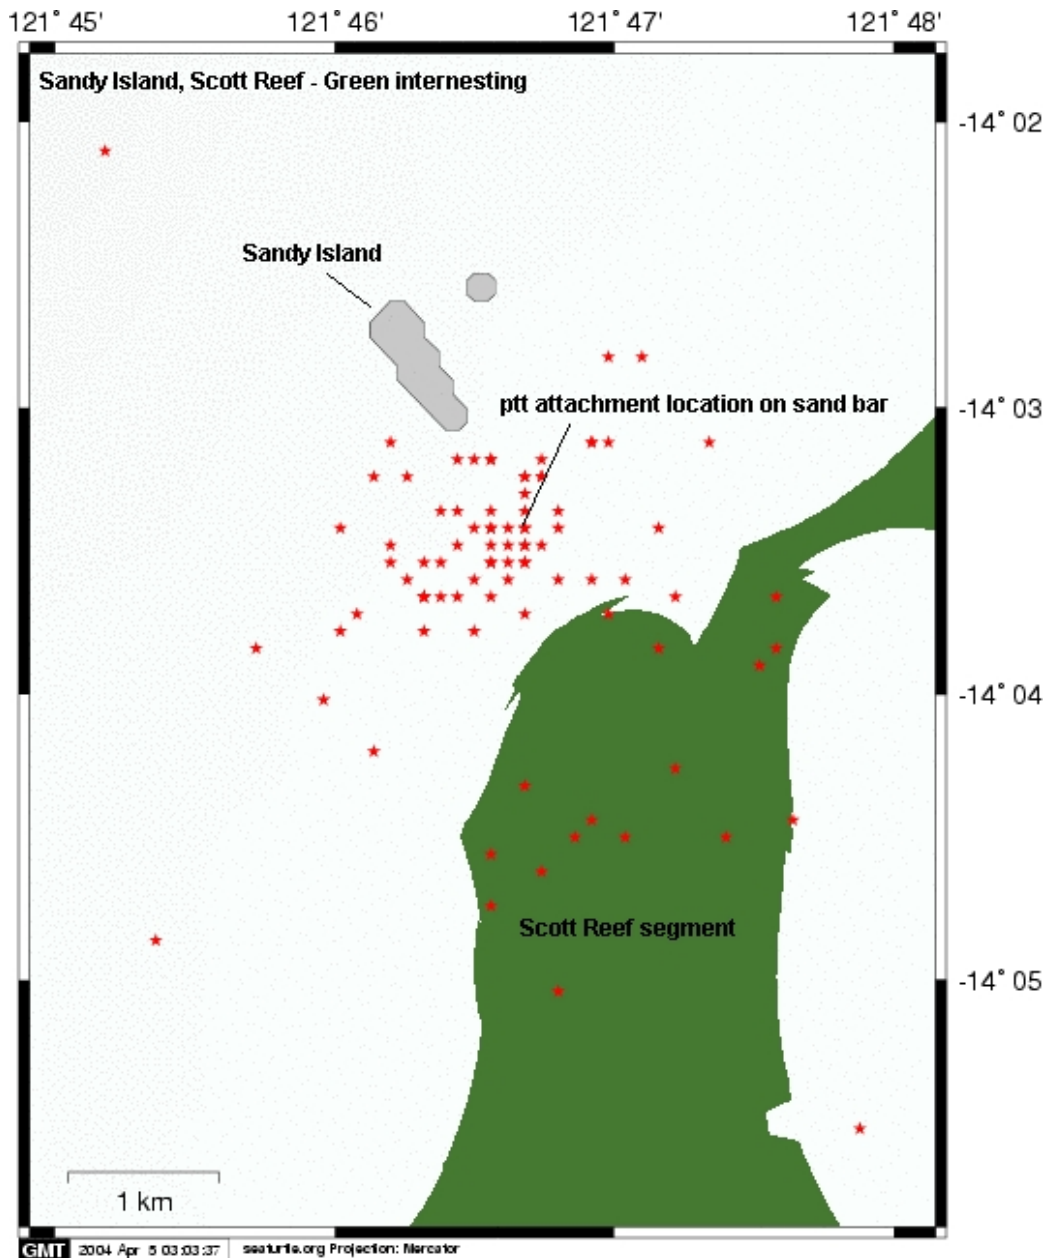 121° 45' 121° 46' 121° 47' 121° 48'
Sandy Island, Scott Reef - Green internesting
-14° 02
Sandy Island
ptt attachment location on sand bar
-14° 03
-14° 04
Scott Reef segment
-14° 05
1 km
GMT 2004 Apr 5 03:03:37 seaturtle.org Projection: Mercator